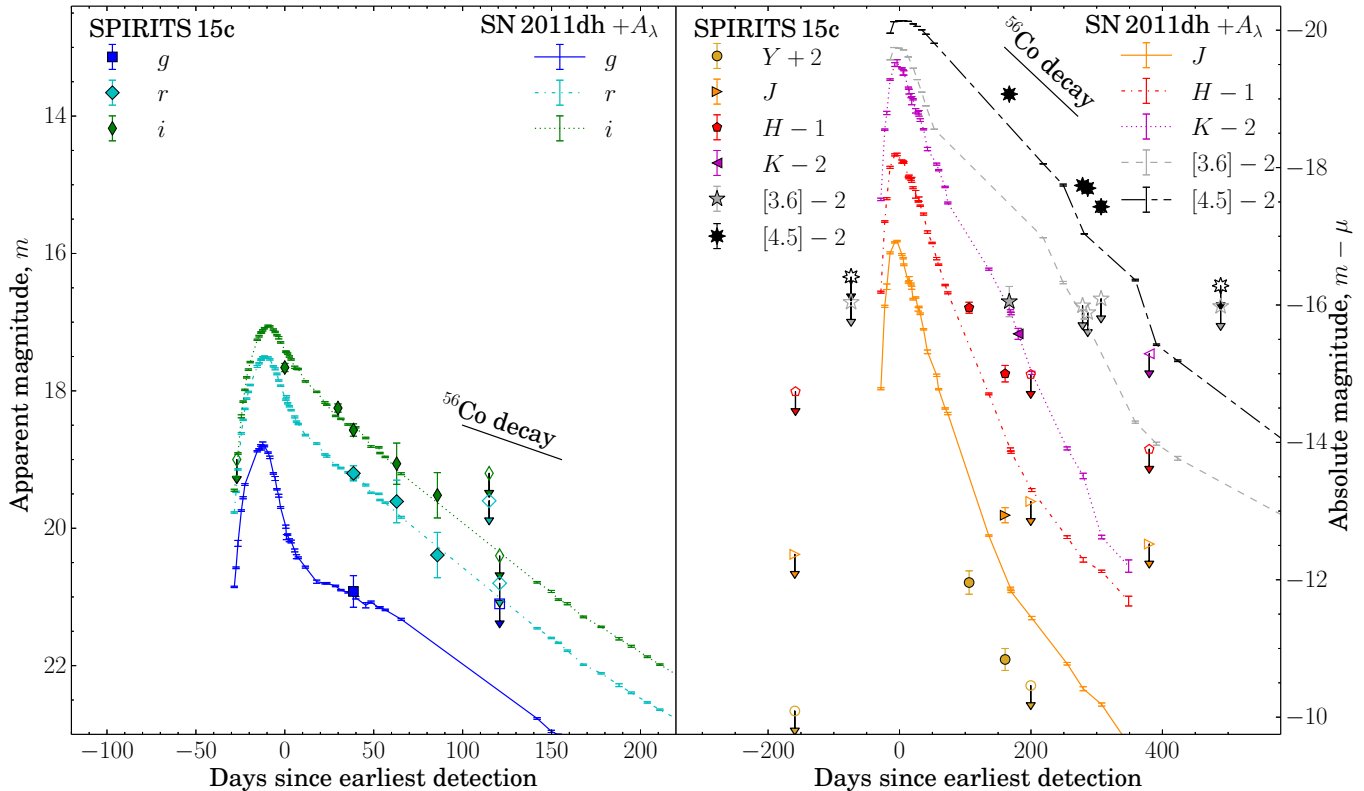 SPIRITS 15c
g
r
i
SN 2011dh +A_λ
g
r
i
⁵⁶Co decay
Apparent magnitude, m
14
16
18
20
22
−100
−50
0
50
100
150
200
Days since earliest detection
SPIRITS 15c
Y + 2
J
H − 1
K − 2
[3.6] − 2
[4.5] − 2
⁵⁶Co decay
SN 2011dh +A_λ
J
H − 1
K − 2
[3.6] − 2
[4.5] − 2
−20
−18
−16
−14
−12
−10
Absolute magnitude, m − μ
−200
0
200
400
Days since earliest detection